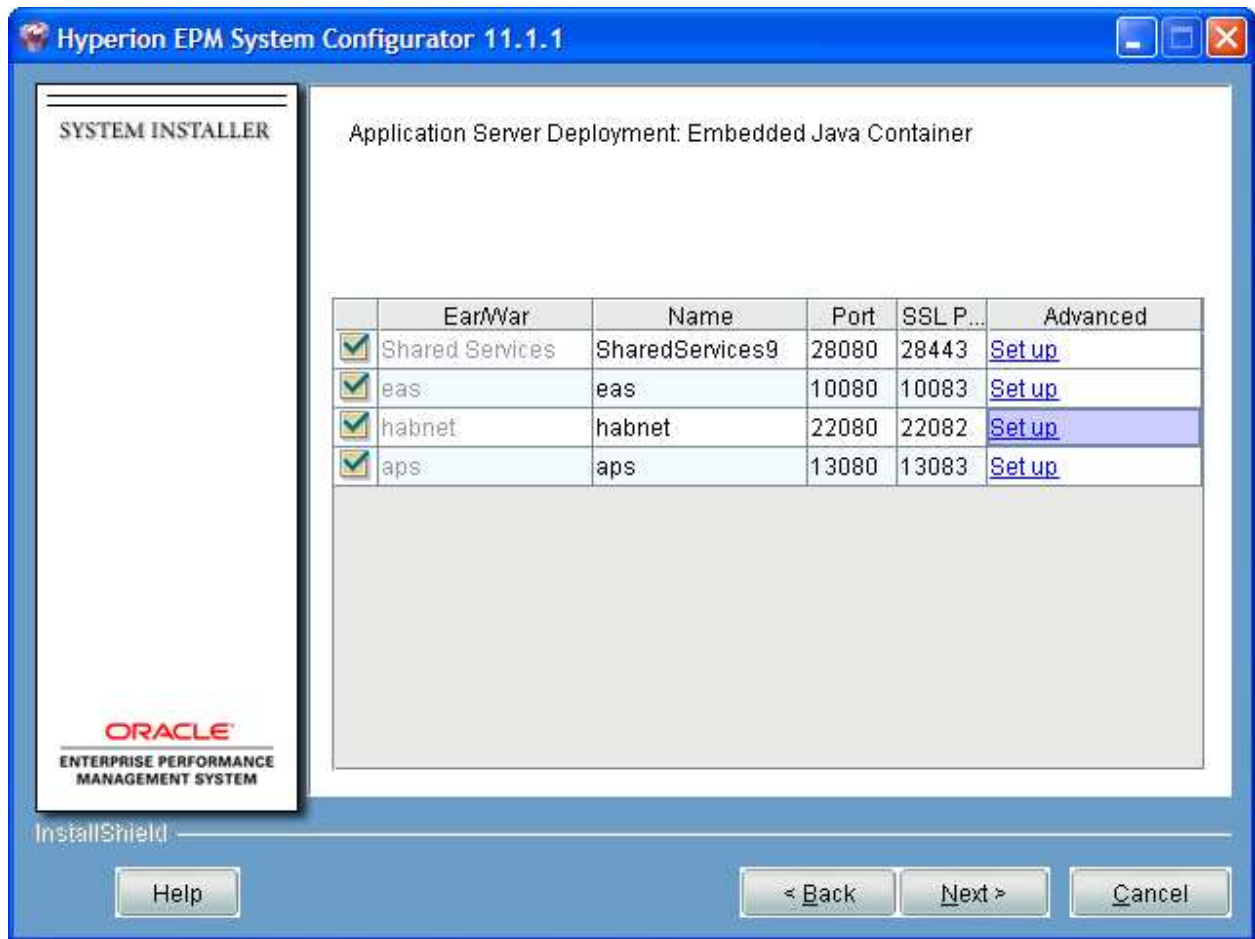 Hyperion EPM System Configurator 11.1.1
SYSTEM INSTALLER
Application Server Deployment: Embedded Java Container
Ear/War Name Port SSL P... Advanced
Shared Services SharedServices9 28080 28443 Set up
eas eas 10080 10083 Set up
habnet habnet 22080 22082 Set up
aps aps 13080 13083 Set up
ORACLE
ENTERPRISE PERFORMANCE
MANAGEMENT SYSTEM
InstallShield
Help < Back Next > Cancel